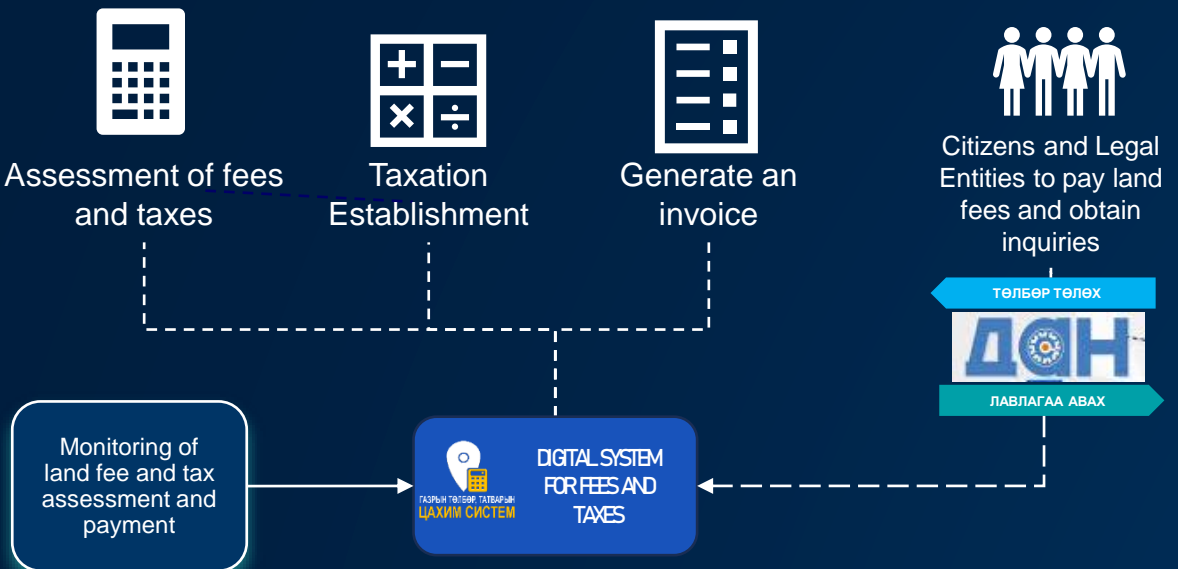 Assessment of fees
and taxes
Taxation
Establishment
Generate an
invoice
Citizens and Legal
Entities to pay land
fees and obtain
inquiries
ТӨЛБӨР ТӨЛӨХ
ДАН
ЛАВЛАГАА АВАХ
Monitoring of
land fee and tax
assessment and
payment
ГАЗРЫН ТӨЛБӨР, ТАТВАРЫН
ЦАХИМ СИСТЕМ
DIGITAL SYSTEM
FOR FEES AND
TAXES